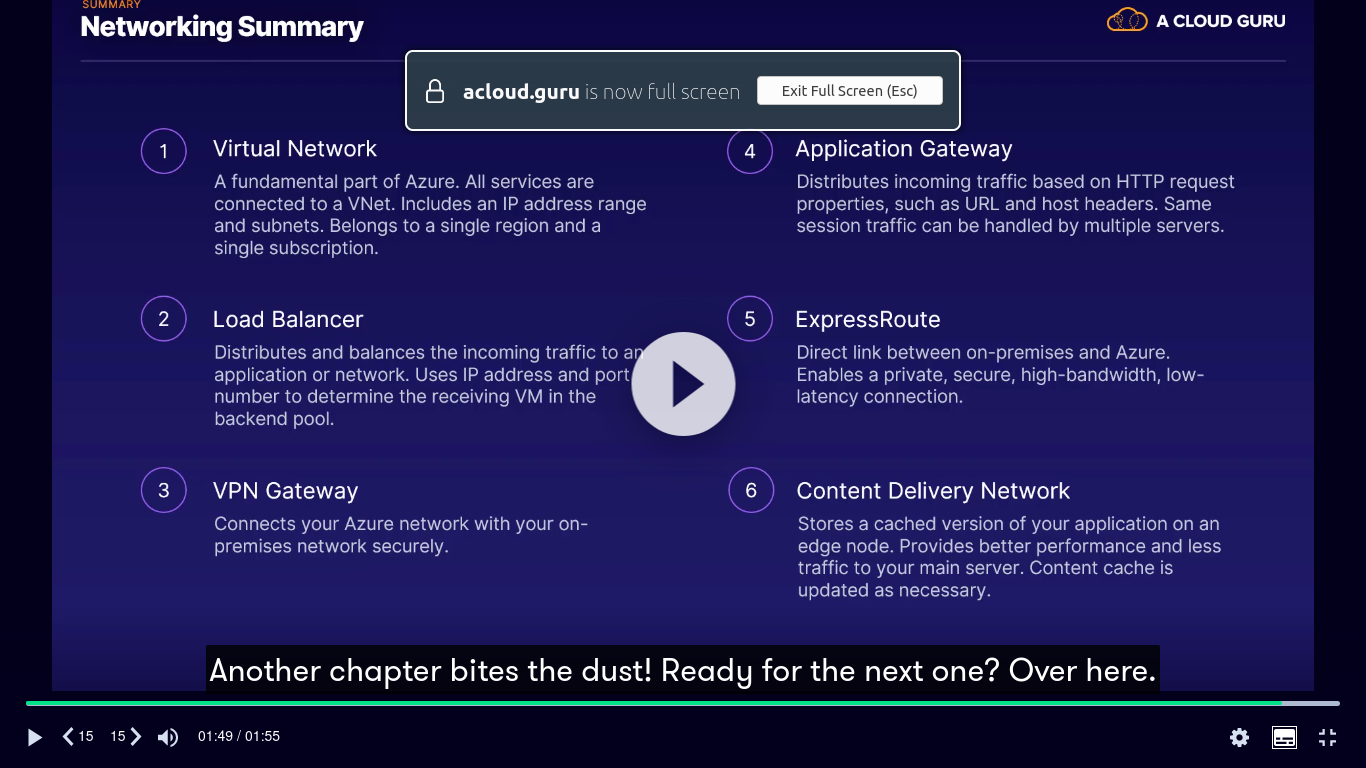 SUMMARY
Networking Summary
A CLOUD GURU
acloud.guru is now full screen
Exit Full Screen (Esc)
1
Virtual Network
A fundamental part of Azure. All services are
connected to a VNet. Includes an IP address range
and subnets. Belongs to a single region and a
single subscription.
2
Load Balancer
Distributes and balances the incoming traffic to an
application or network. Uses IP address and port
number to determine the receiving VM in the
backend pool.
3
VPN Gateway
Connects your Azure network with your on-
premises network securely.
4
Application Gateway
Distributes incoming traffic based on HTTP request
properties, such as URL and host headers. Same
session traffic can be handled by multiple servers.
5
ExpressRoute
Direct link between on-premises and Azure.
Enables a private, secure, high-bandwidth, low-
latency connection.
6
Content Delivery Network
Stores a cached version of your application on an
edge node. Provides better performance and less
traffic to your main server. Content cache is
updated as necessary.
Another chapter bites the dust! Ready for the next one? Over here.
15
15
01:49 / 01:55